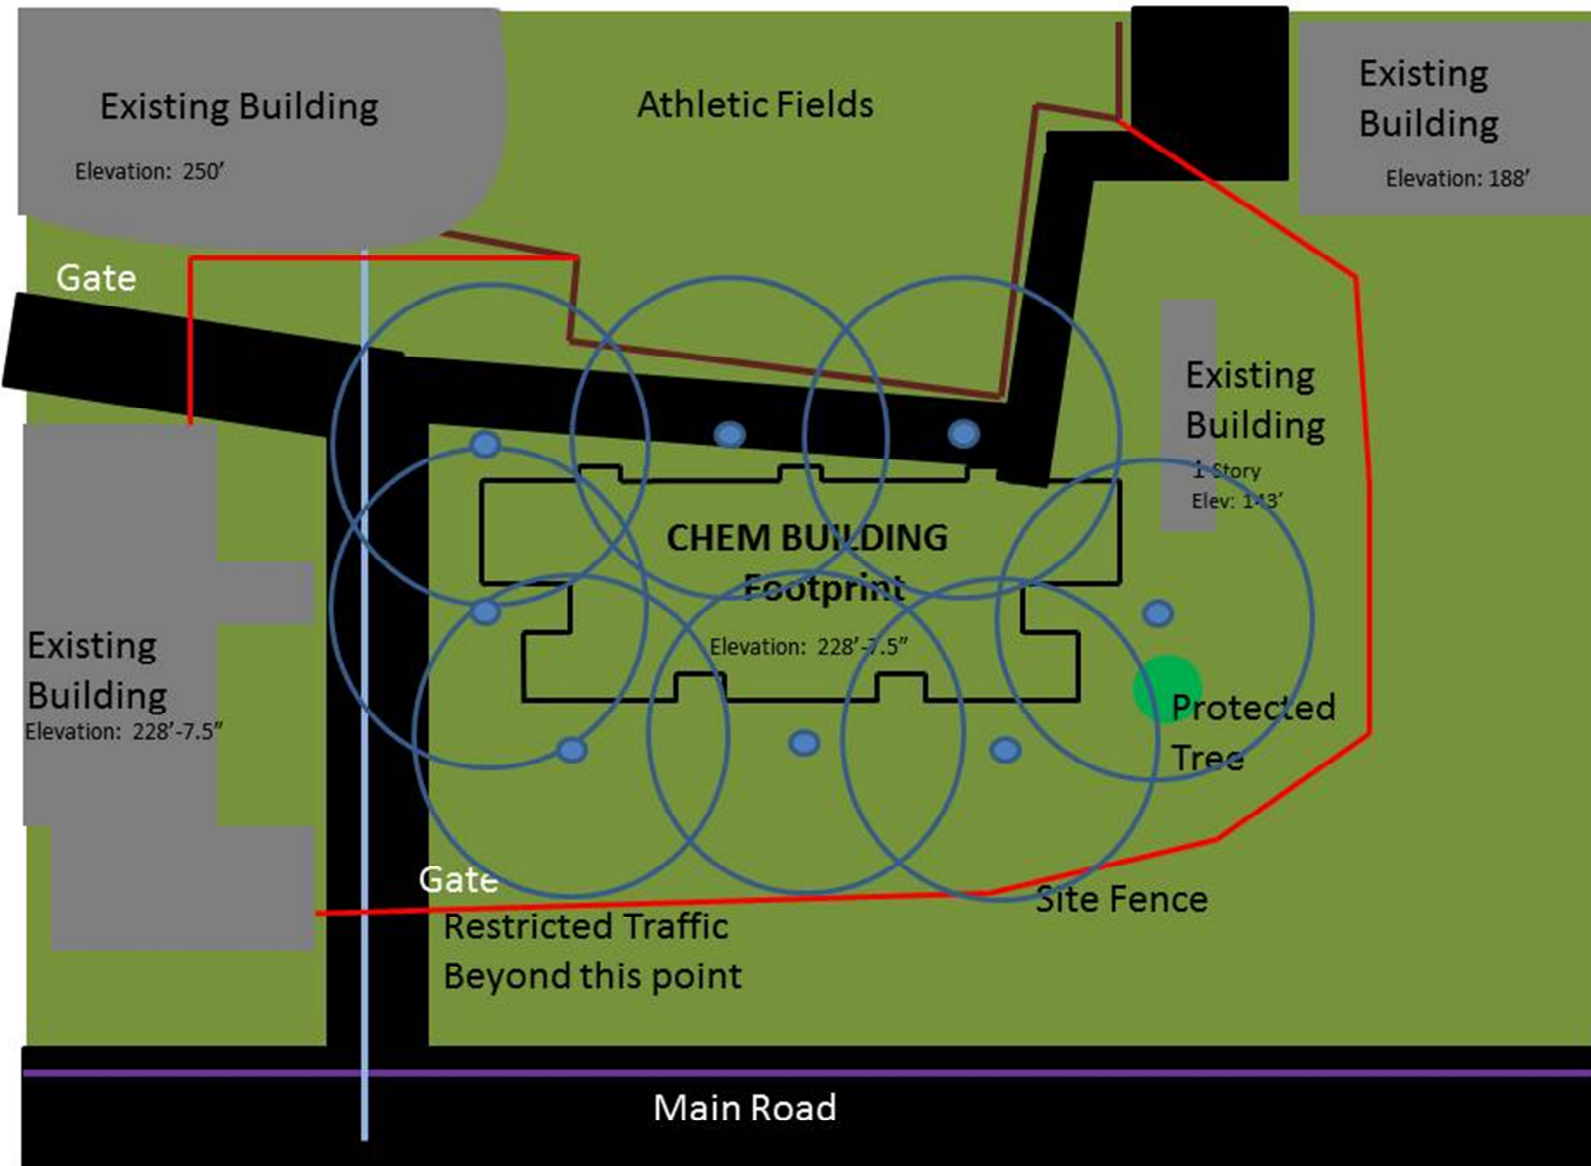 Existing Building
Elevation: 250’
Athletic Fields
Existing
Building
Elevation: 188’
Gate
Existing
Building
1 Story
Elev: 143’
CHEM BUILDING
Footprint
Elevation: 228’-7.5”
Existing
Building
Elevation: 228’-7.5”
Protected
Tree
Gate
Site Fence
Restricted Traffic
Beyond this point
Main Road